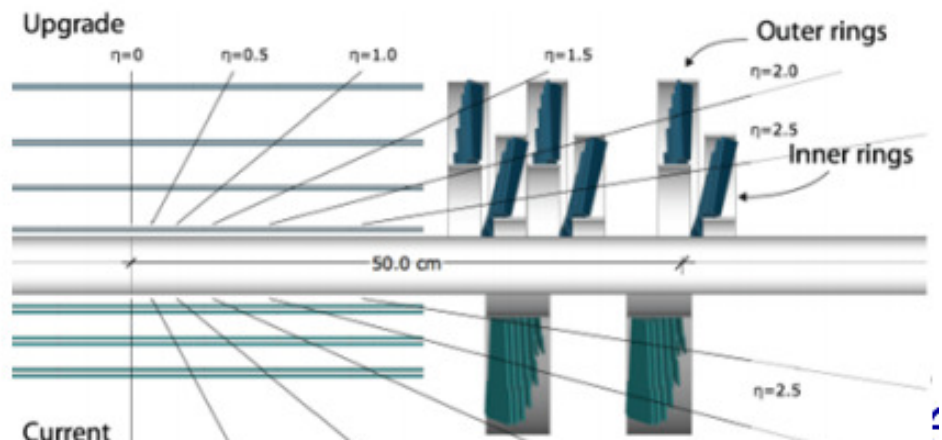 Upgrade
η=0
η=0.5
η=1.0
η=1.5
Outer rings
η=2.0
η=2.5
Inner rings
50.0 cm
η=2.5
Current